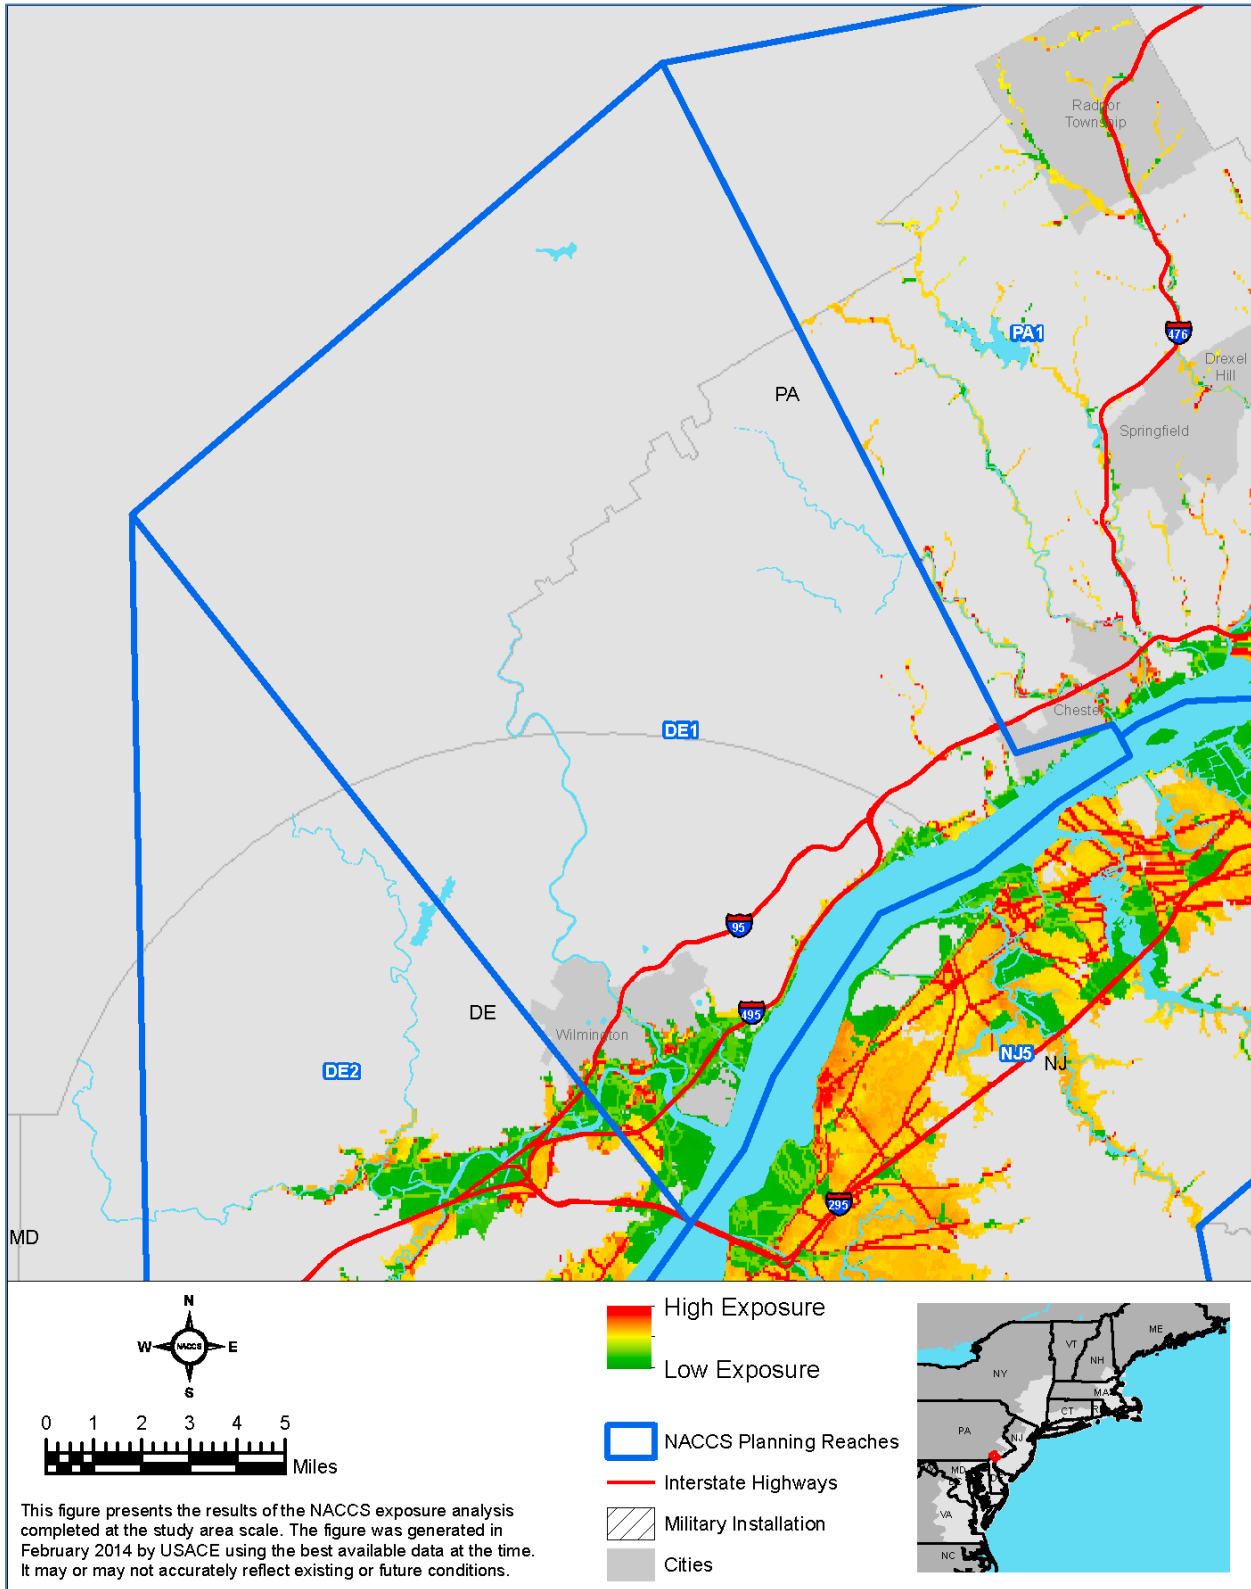 Radnor
Township
PA1
476
Drexel
Hill
PA
Springfield
Chester
DE1
95
495
DE
Wilmington
NJ5
NJ
DE2
295
MD
N
W
NACCS
E
S
0 1 2 3 4 5
Miles
This figure presents the results of the NACCS exposure analysis
completed at the study area scale. The figure was generated in
February 2014 by USACE using the best available data at the time.
It may or may not accurately reflect existing or future conditions.
High Exposure
Low Exposure
NACCS Planning Reaches
Interstate Highways
Military Installation
Cities
ME
VT
NH
NY
MA
CT
PA
NJ
MD
VA
NC